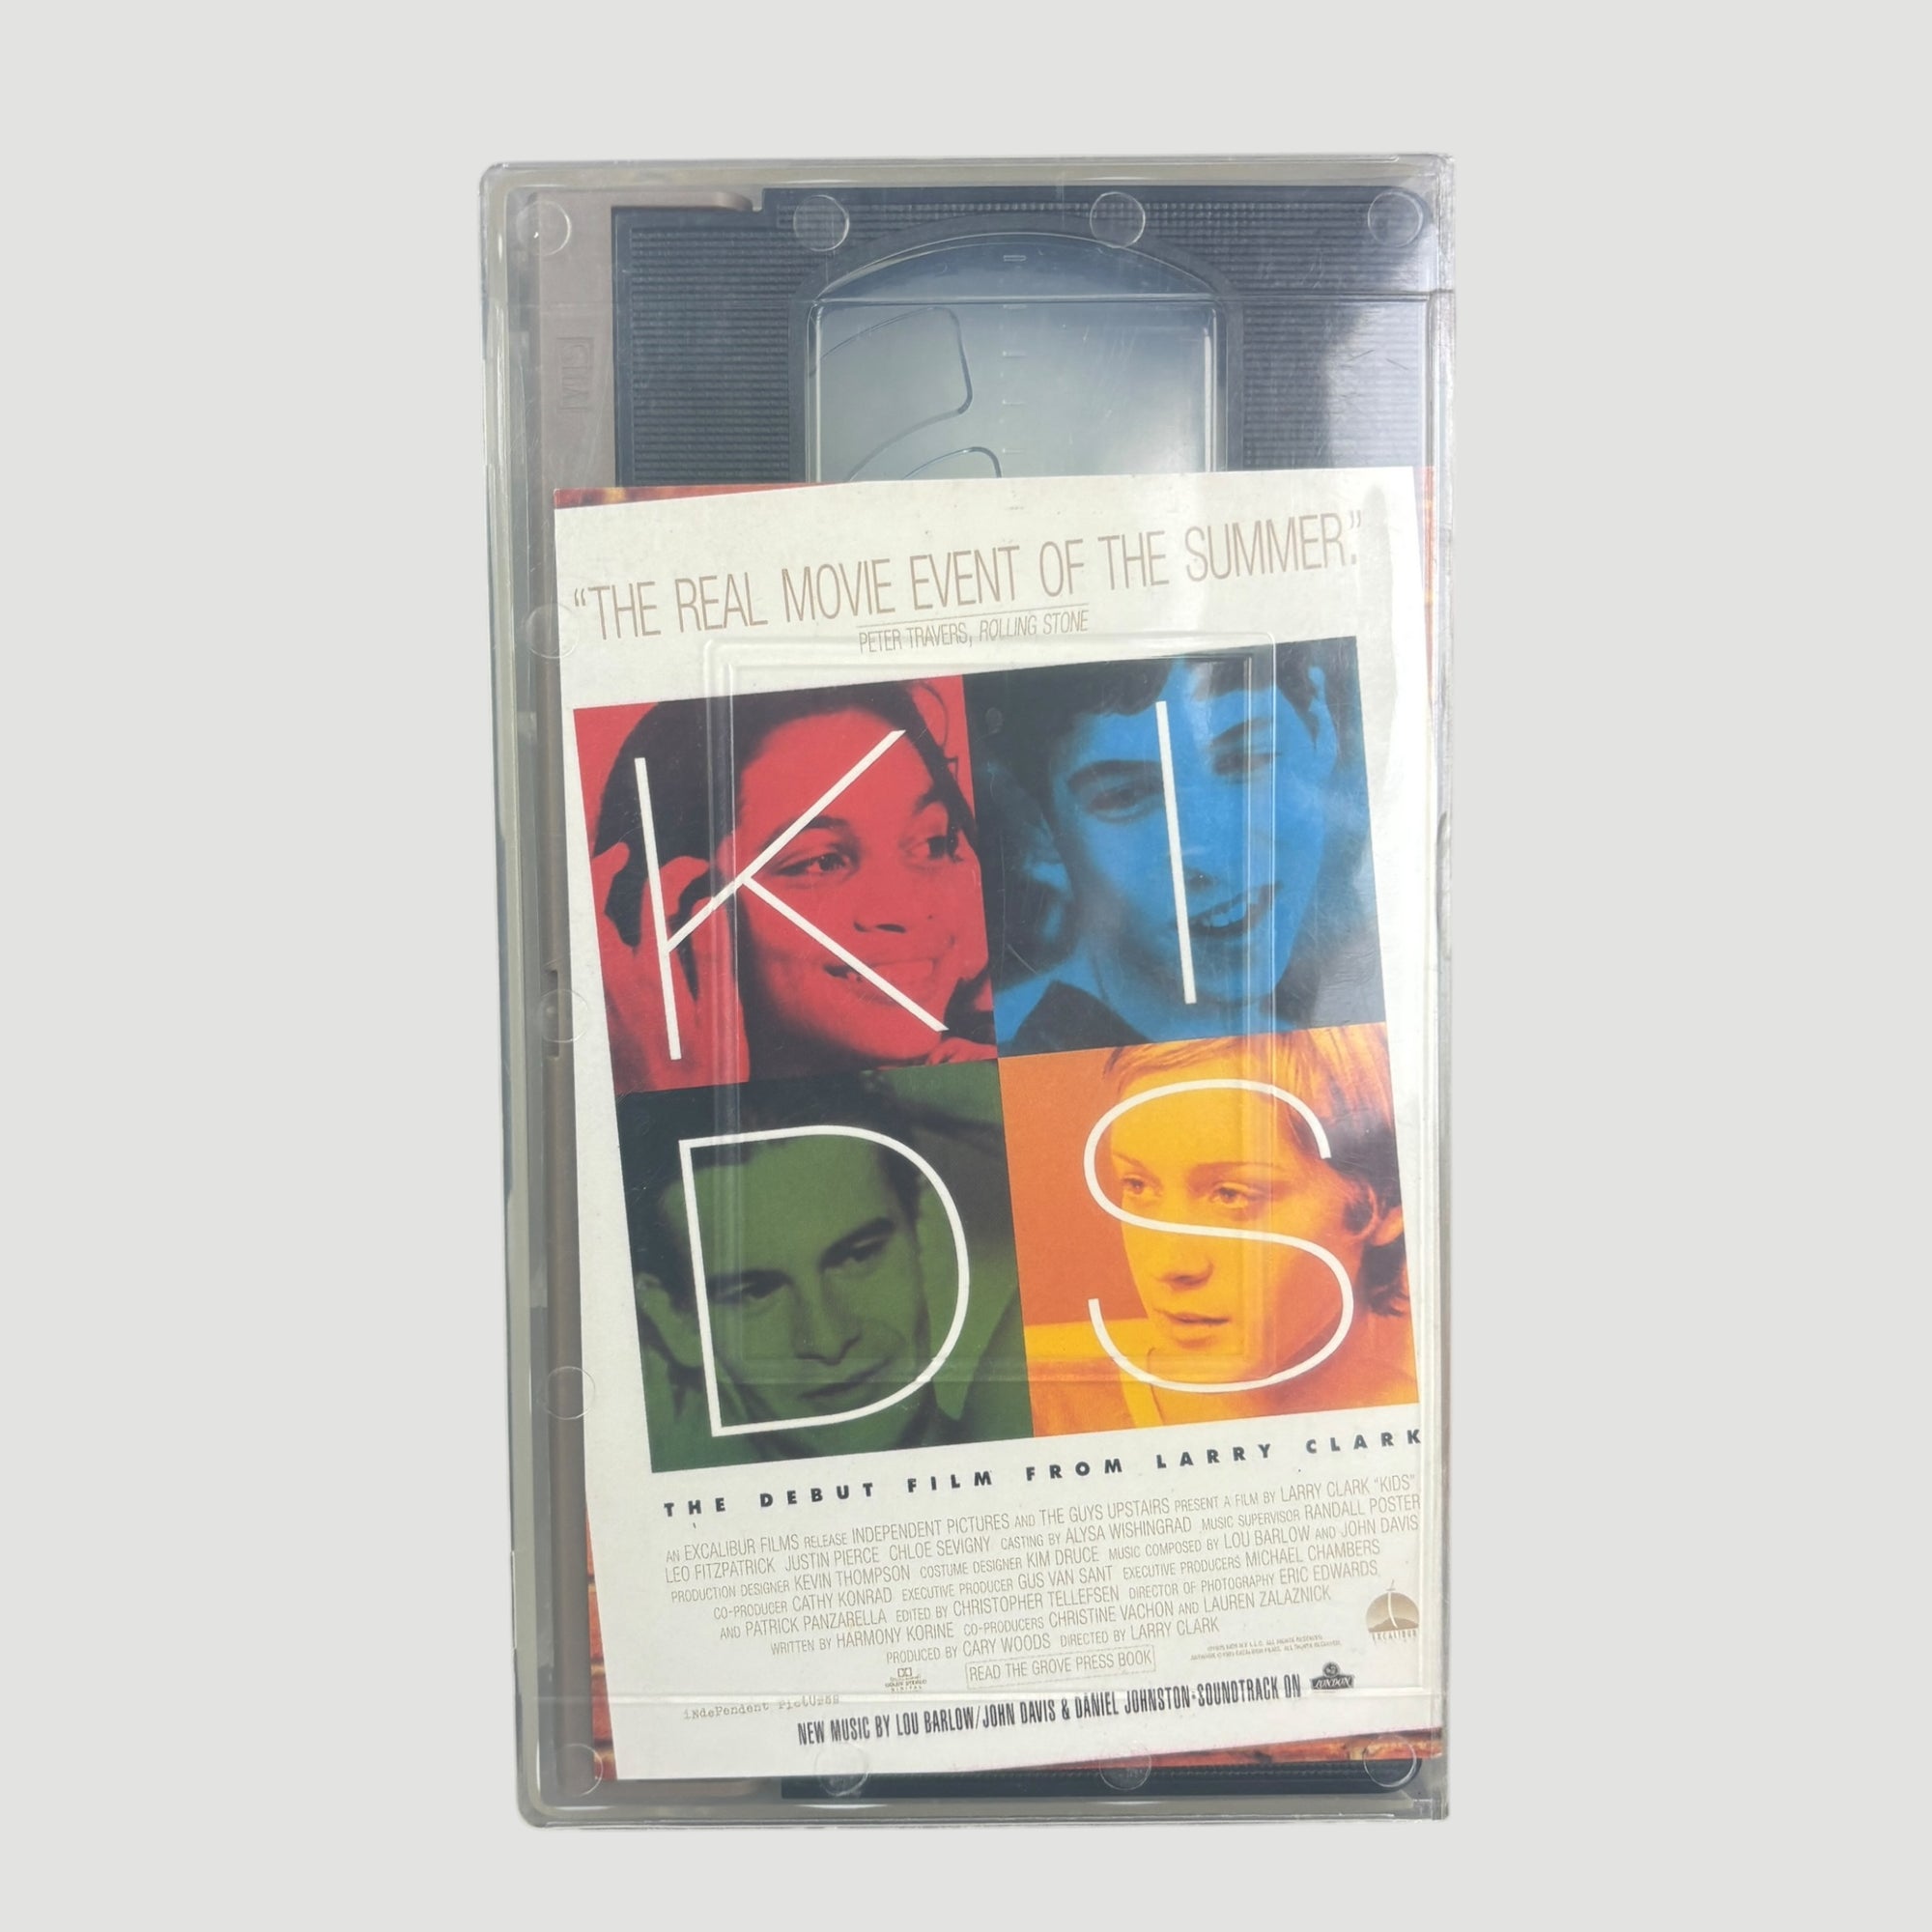 “THE REAL MOVIE EVENT OF THE SUMMER.”
PETER TRAVERS, ROLLING STONE
KI
DS
THE DEBUT FILM FROM LARRY CLARK
AN EXCALIBUR FILMS RELEASE INDEPENDENT PICTURES AND THE GUYS UPSTAIRS PRESENT A FILM BY LARRY CLARK “KIDS”
LEO FITZPATRICK JUSTIN PIERCE CHLOE SEVIGNY CASTING BY ALYSA WISHINGRAD MUSIC SUPERVISOR RANDALL POSTER
PRODUCTION DESIGNER KEVIN THOMPSON COSTUME DESIGNER KIM DRUCE MUSIC COMPOSED BY LOU BARLOW AND JOHN DAVIS
CO-PRODUCER CATHY KONRAD EXECUTIVE PRODUCER GUS VAN SANT EXECUTIVE PRODUCERS MICHAEL CHAMBERS
AND PATRICK PANZARELLA EDITED BY CHRISTOPHER TELLEFSEN DIRECTOR OF PHOTOGRAPHY ERIC EDWARDS
WRITTEN BY HARMONY KORINE CO-PRODUCERS CHRISTINE VACHON AND LAUREN ZALAZNICK
PRODUCED BY CARY WOODS DIRECTED BY LARRY CLARK
EXCALIBUR
DOLBY STEREO
DIGITAL
READ THE GROVE PRESS BOOK
iNdePendent PictUres
NEW MUSIC BY LOU BARLOW/JOHN DAVIS & DANIEL JOHNSTON•SOUNDTRACK ON
LONDON